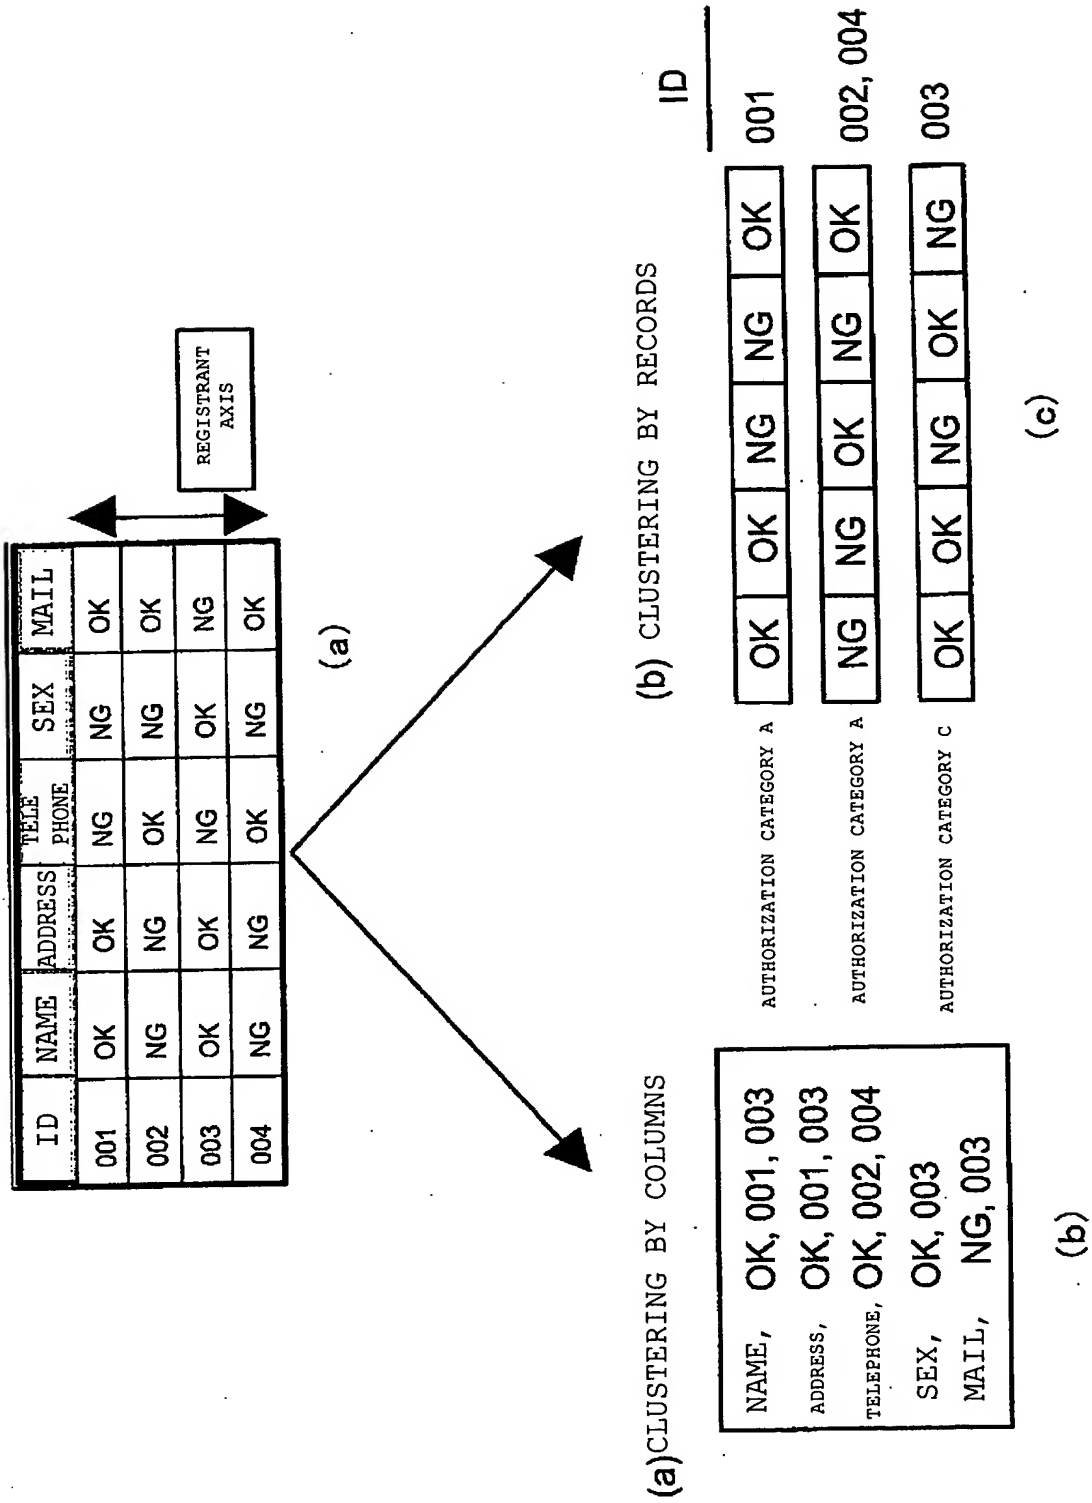 ID NAME ADDRESS TELE PHONE SEX MAIL
001 OK OK NG NG OK
002 NG NG OK NG OK
003 OK OK NG OK NG
004 NG NG OK NG OK
REGISTRANT
AXIS
(a)
(a)CLUSTERING BY COLUMNS
NAME, OK, 001, 003
ADDRESS, OK, 001, 003
TELEPHONE, OK, 002, 004
SEX, OK, 003
MAIL, NG, 003
(b)
(b) CLUSTERING BY RECORDS
ID
AUTHORIZATION CATEGORY A OK OK NG NG OK 001
AUTHORIZATION CATEGORY A NG NG OK NG OK 002, 004
AUTHORIZATION CATEGORY C OK OK NG OK NG 003
(c)